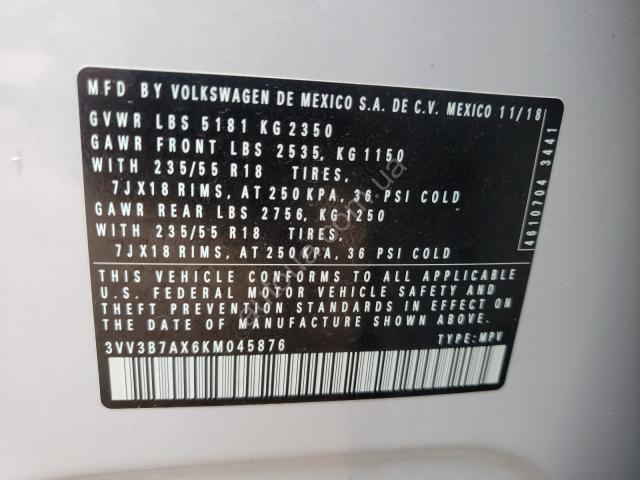 MFD BY VOLKSWAGEN DE MEXICO S.A. DE C.V. MEXICO 11/18
GVWR LBS 5181 KG 2350
GAWR FRONT LBS 2535, KG 1150
WITH 235/55 R18 TIRES,
7JX18 RIMS, AT 250 KPA, 36 PSI COLD
GAWR REAR LBS 2756, KG 1250
WITH 235/55 R18 TIRES,
7JX18 RIMS, AT 250 KPA, 36 PSI COLD
THIS VEHICLE CONFORMS TO ALL APPLICABLE
U.S. FEDERAL MOTOR VEHICLE SAFETY AND
THEFT PREVENTION STANDARDS IN EFFECT ON
THE DATE OF MANUFACTURE SHOWN ABOVE.
3VV3B7AX6KM045876 TYPE: MPV
4610704 3441